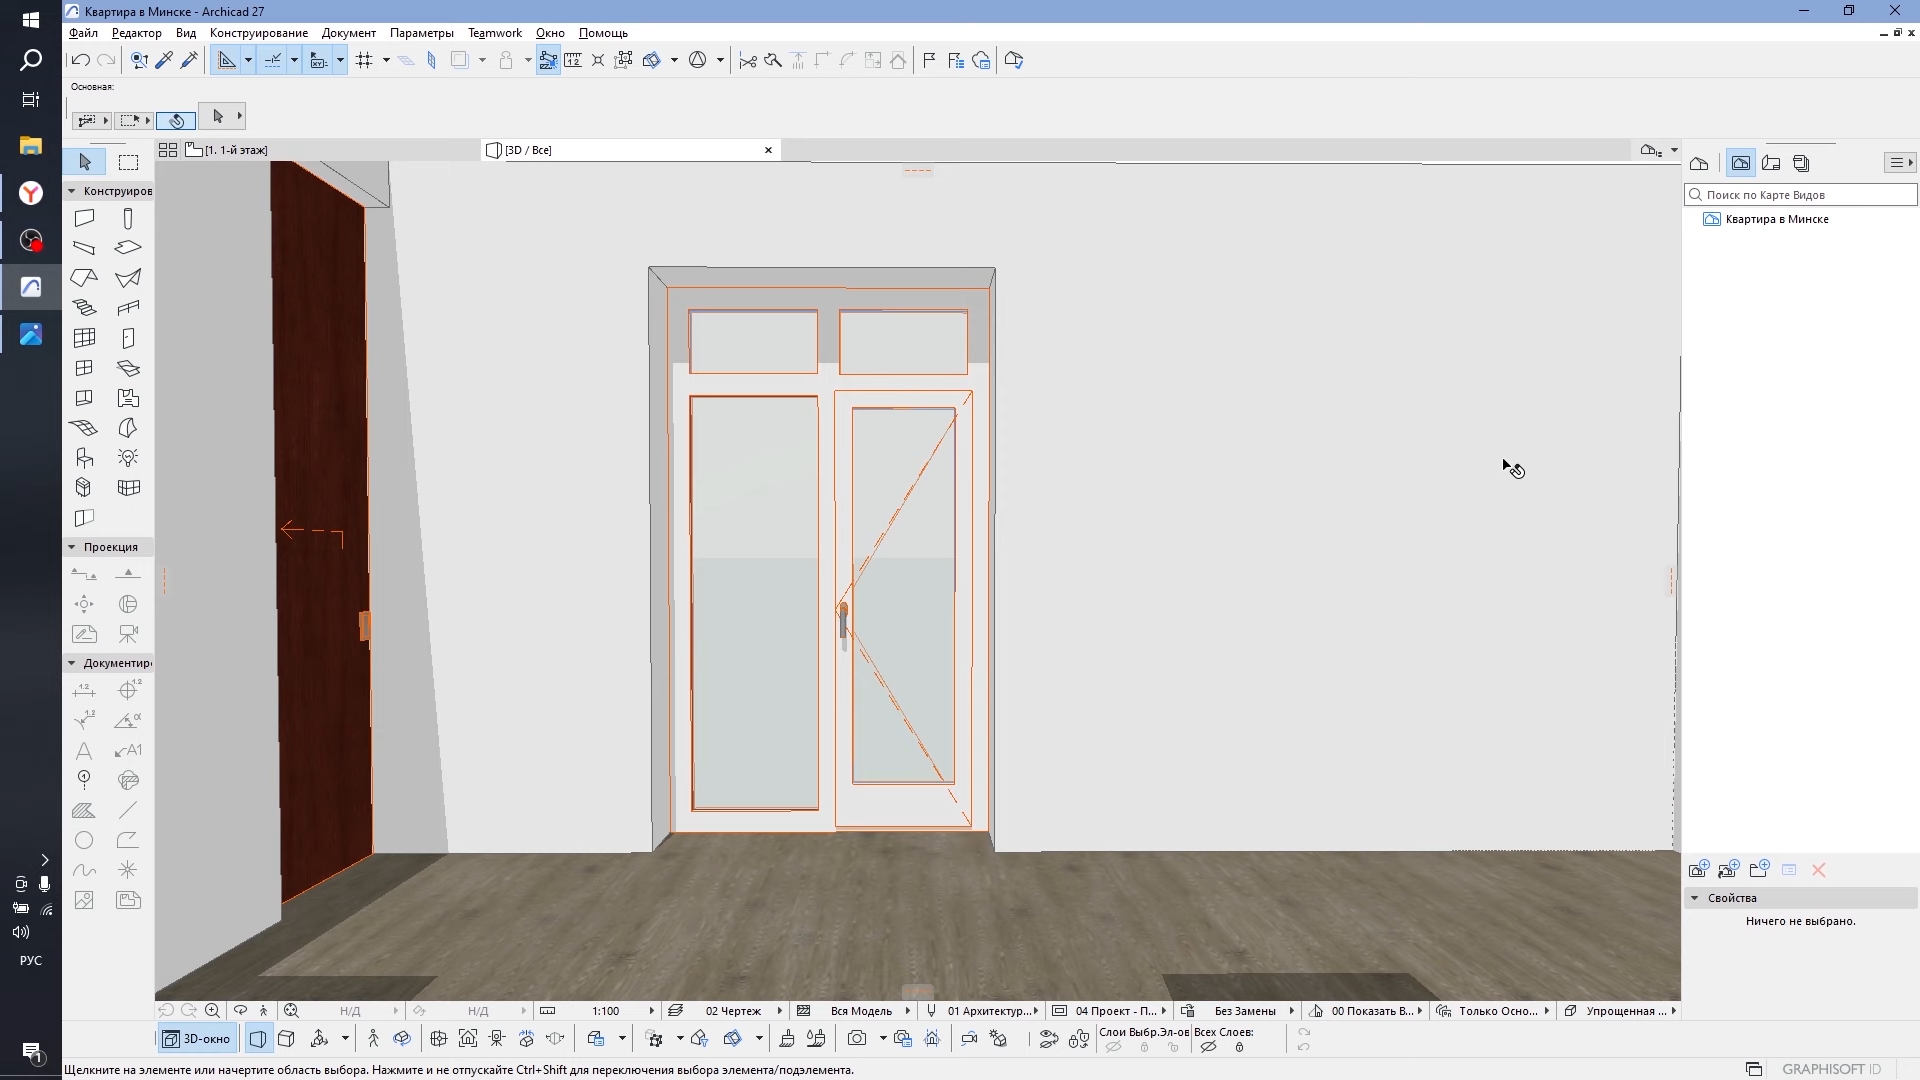 Квартира в Минске - Archicad 27
Файл Редактор Вид Конструирование Документ Параметры Teamwork Окно Помощь
Основная:
[1. 1-й этаж]
[3D / Все]
Конструиров
Поиск по Карте Видов
Квартира в Минске
Проекция
Документирс
Свойства
Ничего не выбрано.
РУС
Н/Д
Н/Д
1:100
02 Чертеж
Вся Модель
01 Архитектур...
04 Проект - П...
Без Замены
00 Показать В...
Только Осно...
Упрощенная ...
3D-окно
Слои Выбр.Эл-ов
Всех Слоев:
Щелкните на элементе или начертите область выбора. Нажмите и не отпускайте Ctrl+Shift для переключения выбора элемента/подэлемента.
GRAPHISOFT ID